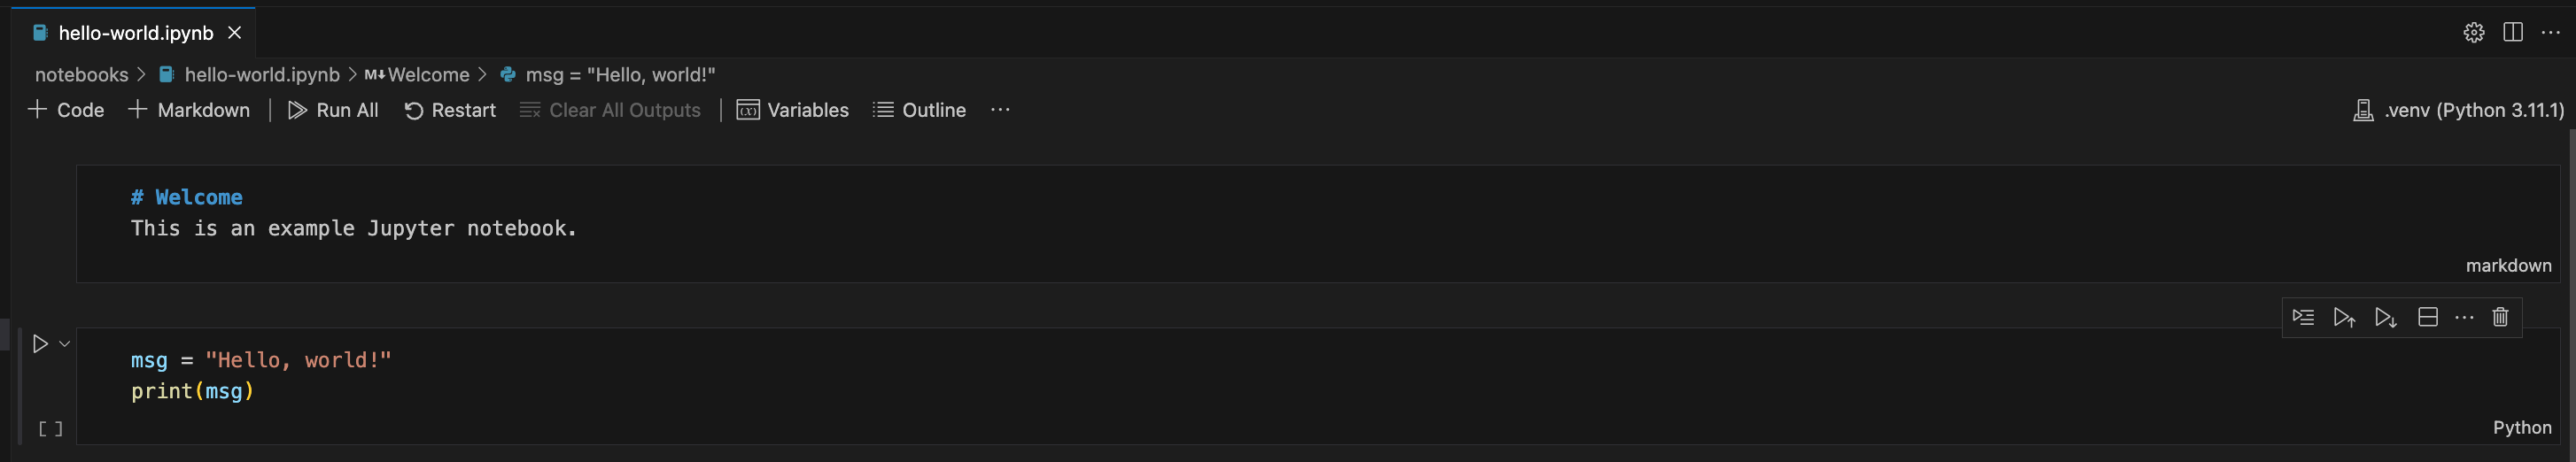 hello-world.ipynb
notebooks > hello-world.ipynb > M↓ Welcome > msg = "Hello, world!"
+ Code + Markdown | Run All Restart Clear All Outputs | Variables Outline ··· .venv (Python 3.11.1)
# Welcome
This is an example Jupyter notebook.
markdown
msg = "Hello, world!"
print(msg)
[ ]
Python